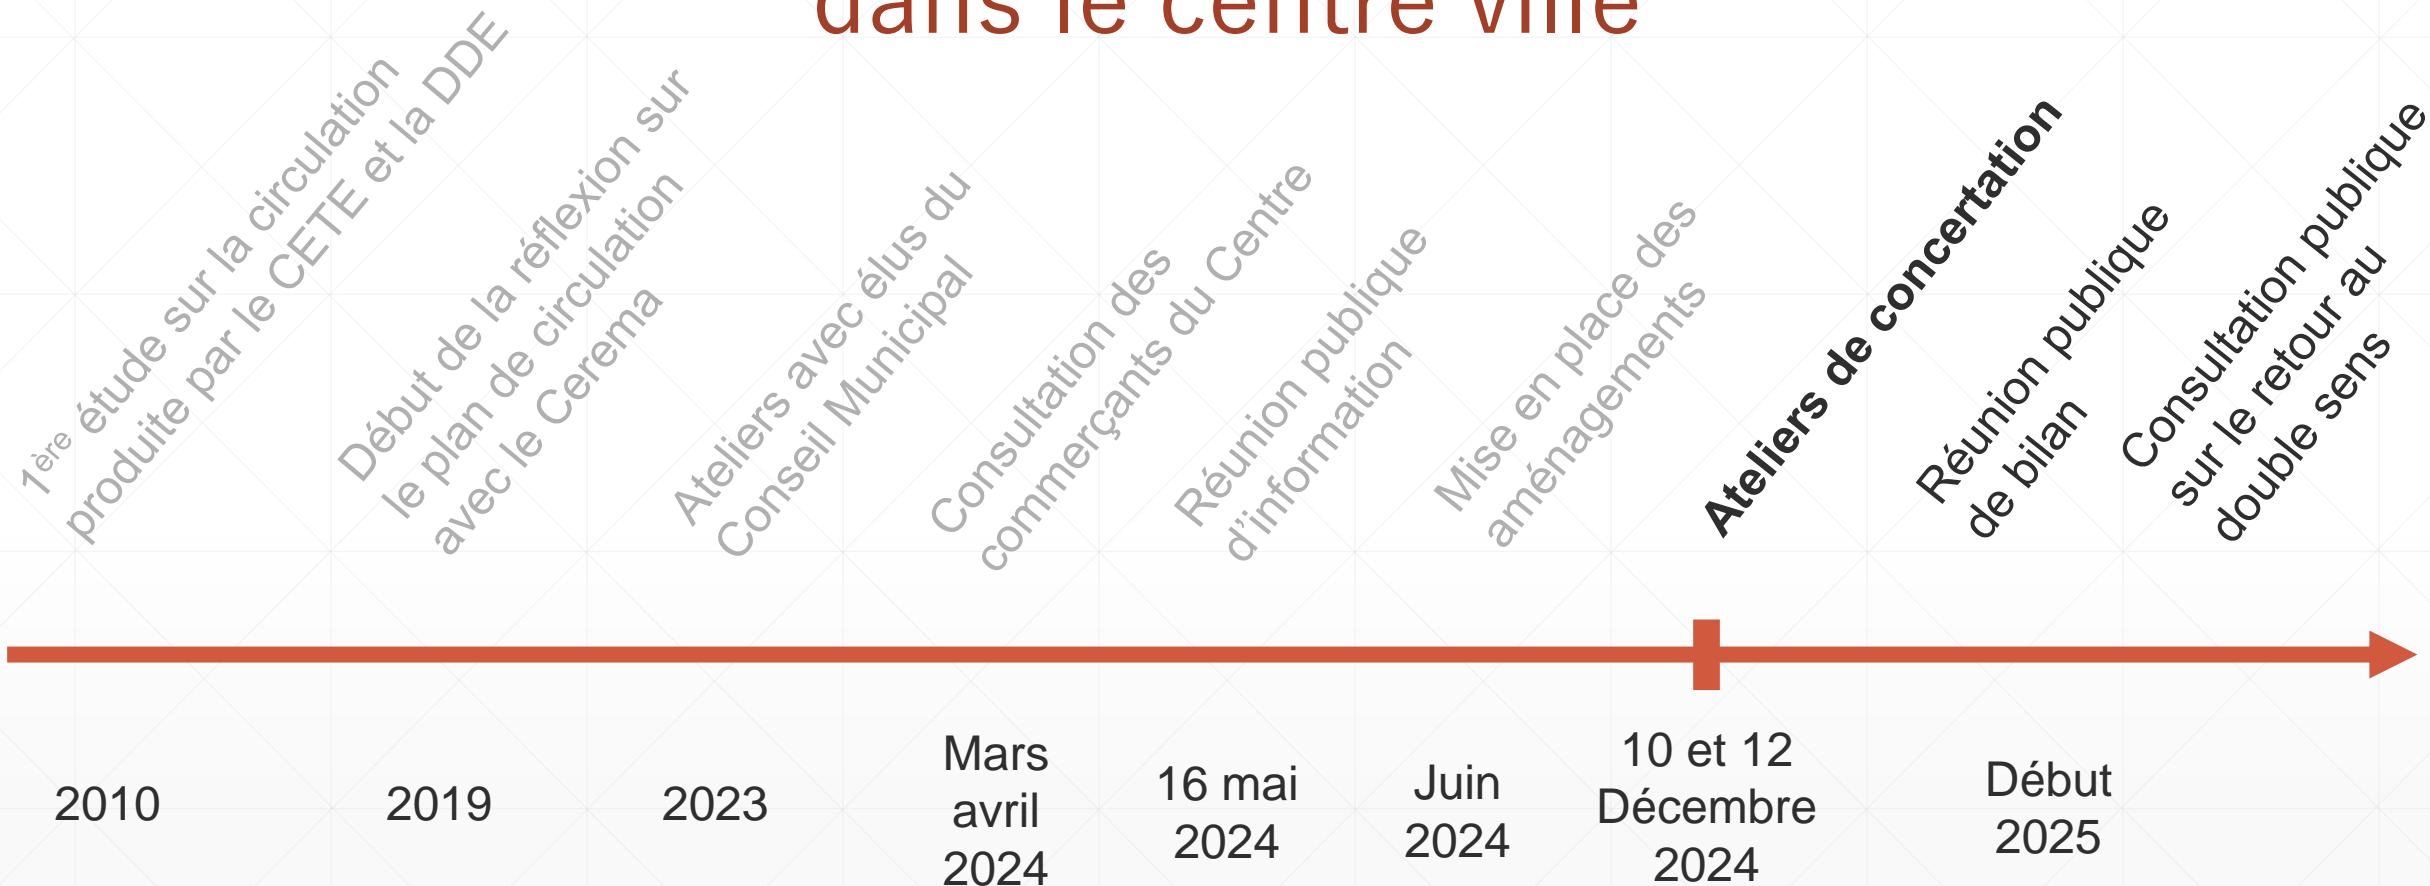 dans le centre ville
1ère étude sur la circulation
produite par le CETE et la DDE
Début de la réflexion sur
le plan de circulation
avec le Cerema
Ateliers avec élus du
Conseil Municipal
Consultation des
commerçants du Centre
Réunion publique
d'information
Mise en place des
aménagements
Ateliers de concertation
Réunion publique
de bilan
Consultation publique
sur le retour au
double sens
2010
2019
2023
Mars
avril
2024
16 mai
2024
Juin
2024
10 et 12
Décembre
2024
Début
2025